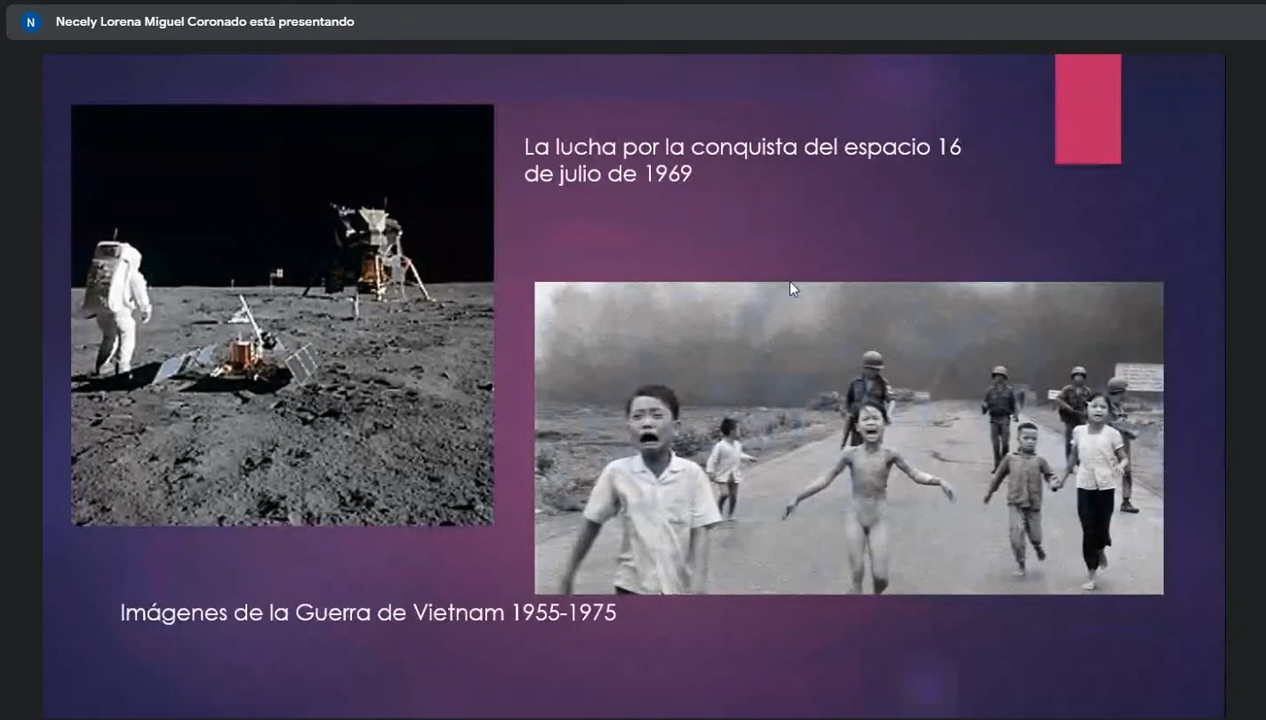 N
Necely Lorena Miguel Coronado está presentando
La lucha por la conquista del espacio 16
de julio de 1969
Imágenes de la Guerra de Vietnam 1955-1975